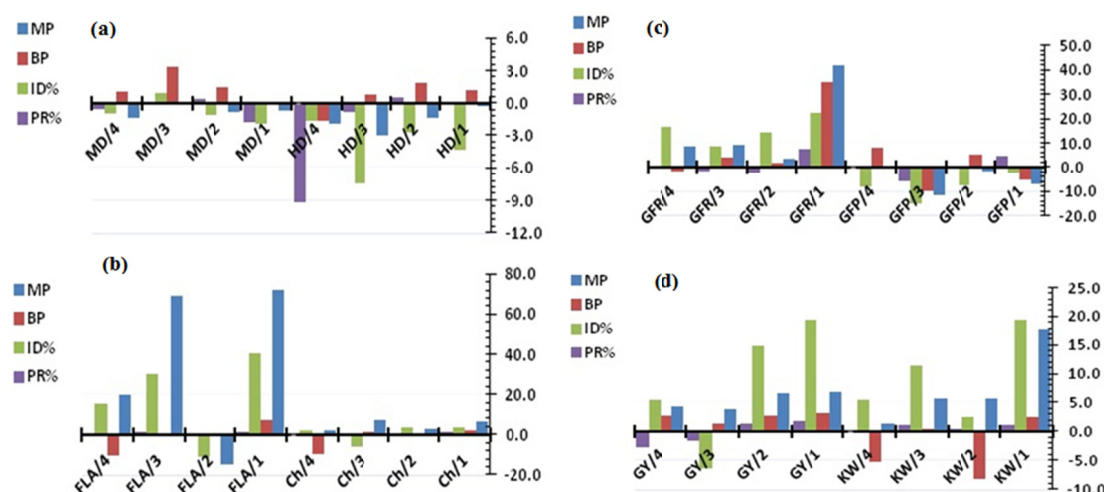 (a)
MP
BP
ID%
PR%
6.0
3.0
0.0
-3.0
-6.0
-9.0
-12.0
MD/4
MD/3
MD/2
MD/1
HD/4
HD/3
HD/2
HD/1
(c)
MP
BP
ID%
PR%
50.0
40.0
30.0
20.0
10.0
0.0
-10.0
-20.0
GFR/4
GFR/3
GFR/2
GFR/1
GFP/4
GFP/3
GFP/2
GFP/1
(b)
MP
BP
ID%
PR%
80.0
60.0
40.0
20.0
0.0
-20.0
FLA/4
FLA/3
FLA/2
FLA/1
Ch/4
Ch/3
Ch/2
Ch/1
(d)
MP
BP
ID%
PR%
25.0
20.0
15.0
10.0
5.0
0.0
-5.0
-10.0
GY/4
GY/3
GY/2
GY/1
KW/4
KW/3
KW/2
KW/1